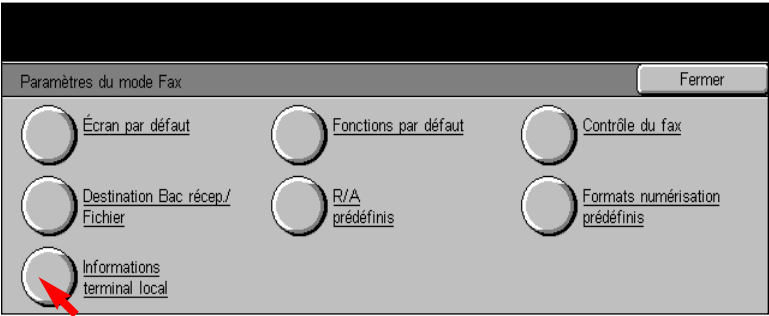 Paramètres du mode Fax
Fermer
Écran par défaut
Fonctions par défaut
Contrôle du fax
Destination Bac récep./
Fichier
R/A
prédéfinis
Formats numérisation
prédéfinis
Informations
terminal local